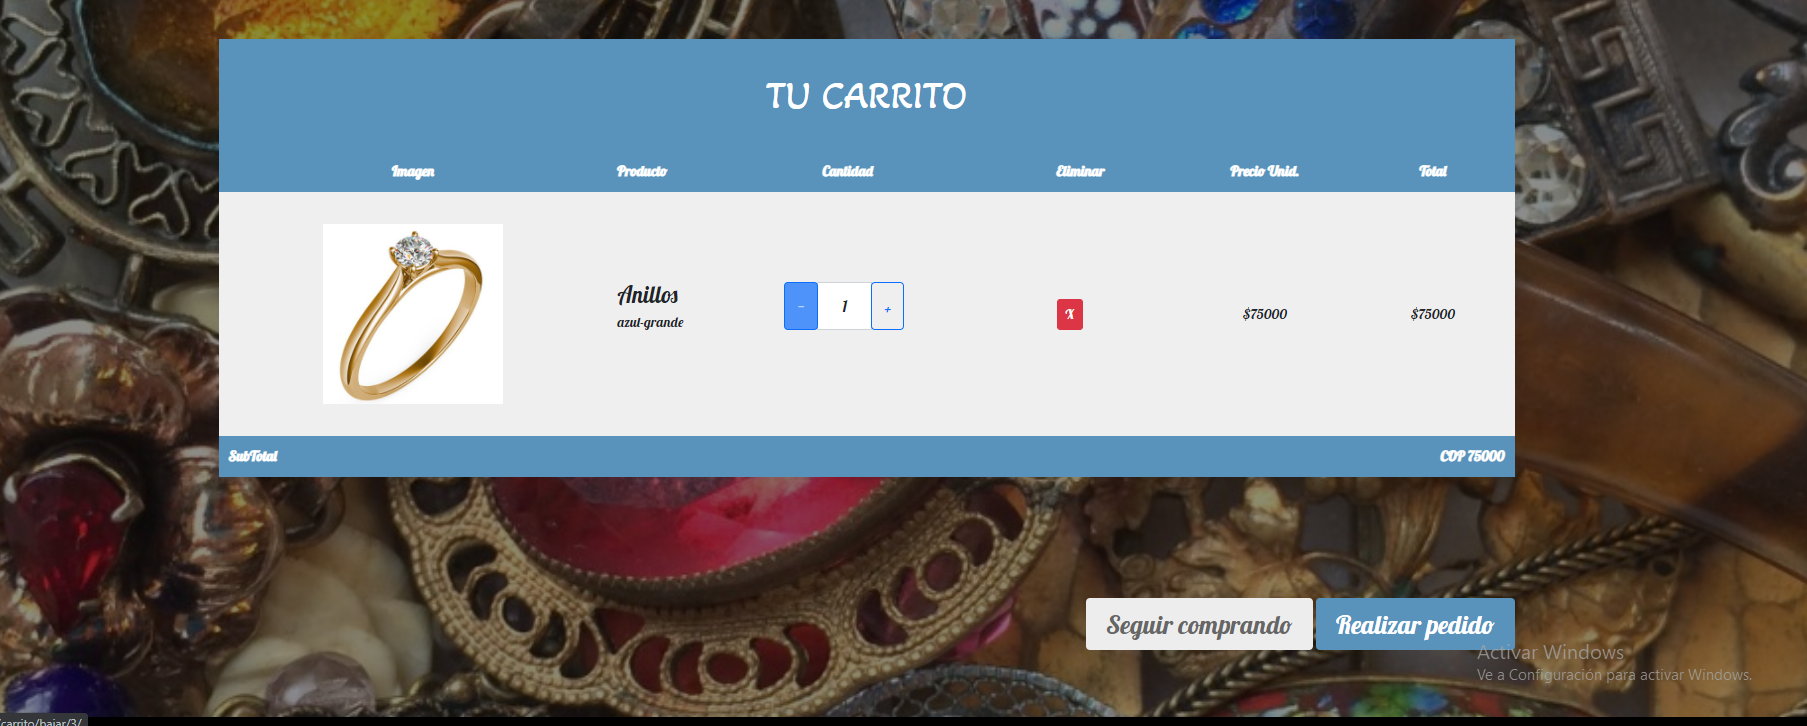 TU CARRITO
Imagen Producto Cantidad Eliminar Precio Unid. Total
Anillos
azul-grande
- 1 +
X
$75000 $75000
SubTotal COP 75000
Seguir comprando Realizar pedido
Activar Windows
Ve a Configuración para activar Windows.
/carrito/bajar/3/